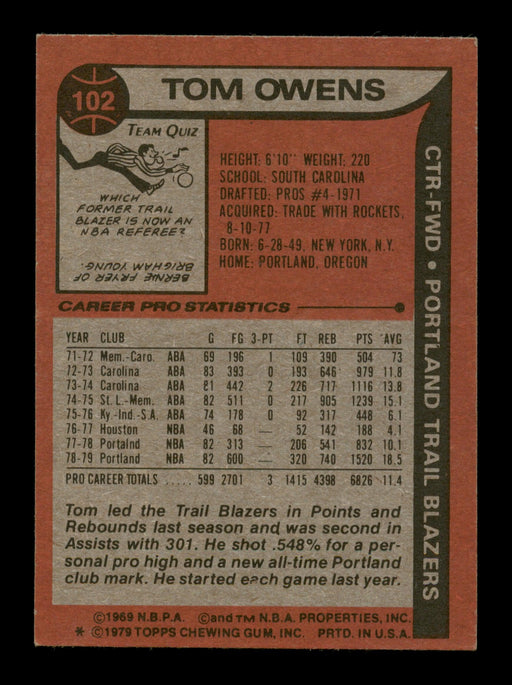 102
TOM OWENS
TEAM QUIZ
WHICH
FORMER TRAIL
BLAZER IS NOW AN
NBA REFEREE?
BERNIE FRYER OF
BRIGHAM YOUNG.
HEIGHT: 6'10" WEIGHT: 220
SCHOOL: SOUTH CAROLINA
DRAFTED: PROS #4-1971
ACQUIRED: TRADE WITH ROCKETS,
8-10-77
BORN: 6-28-49, NEW YORK, N.Y.
HOME: PORTLAND, OREGON
CTR-FWD • PORTLAND TRAIL BLAZERS
CAREER PRO STATISTICS
YEAR CLUB G FG 3-PT FT REB PTS AVG
71-72 Mem.-Caro. ABA 69 196 1 109 390 504 73
72-73 Carolina ABA 83 393 0 193 646 979 11.8
73-74 Carolina ABA 81 442 2 226 717 1116 13.8
74-75 St. L.-Mem. ABA 82 511 0 217 905 1239 15.1
75-76 Ky.-Ind.-S.A. ABA 74 178 0 92 317 448 6.1
76-77 Houston NBA 46 68 — 52 142 188 4.1
77-78 Portalnd NBA 82 313 — 206 541 832 10.1
78-79 Portland NBA 82 600 — 320 740 1520 18.5
PRO CAREER TOTALS 599 2701 3 1415 4398 6826 11.4
Tom led the Trail Blazers in Points and
Rebounds last season and was second in
Assists with 301. He shot .548% for a per-
sonal pro high and a new all-time Portland
club mark. He started each game last year.
©1969 N.B.P.A. ©and TM N.B.A. PROPERTIES, INC.
* ©1979 TOPPS CHEWING GUM, INC. PRTD. IN U.S.A.